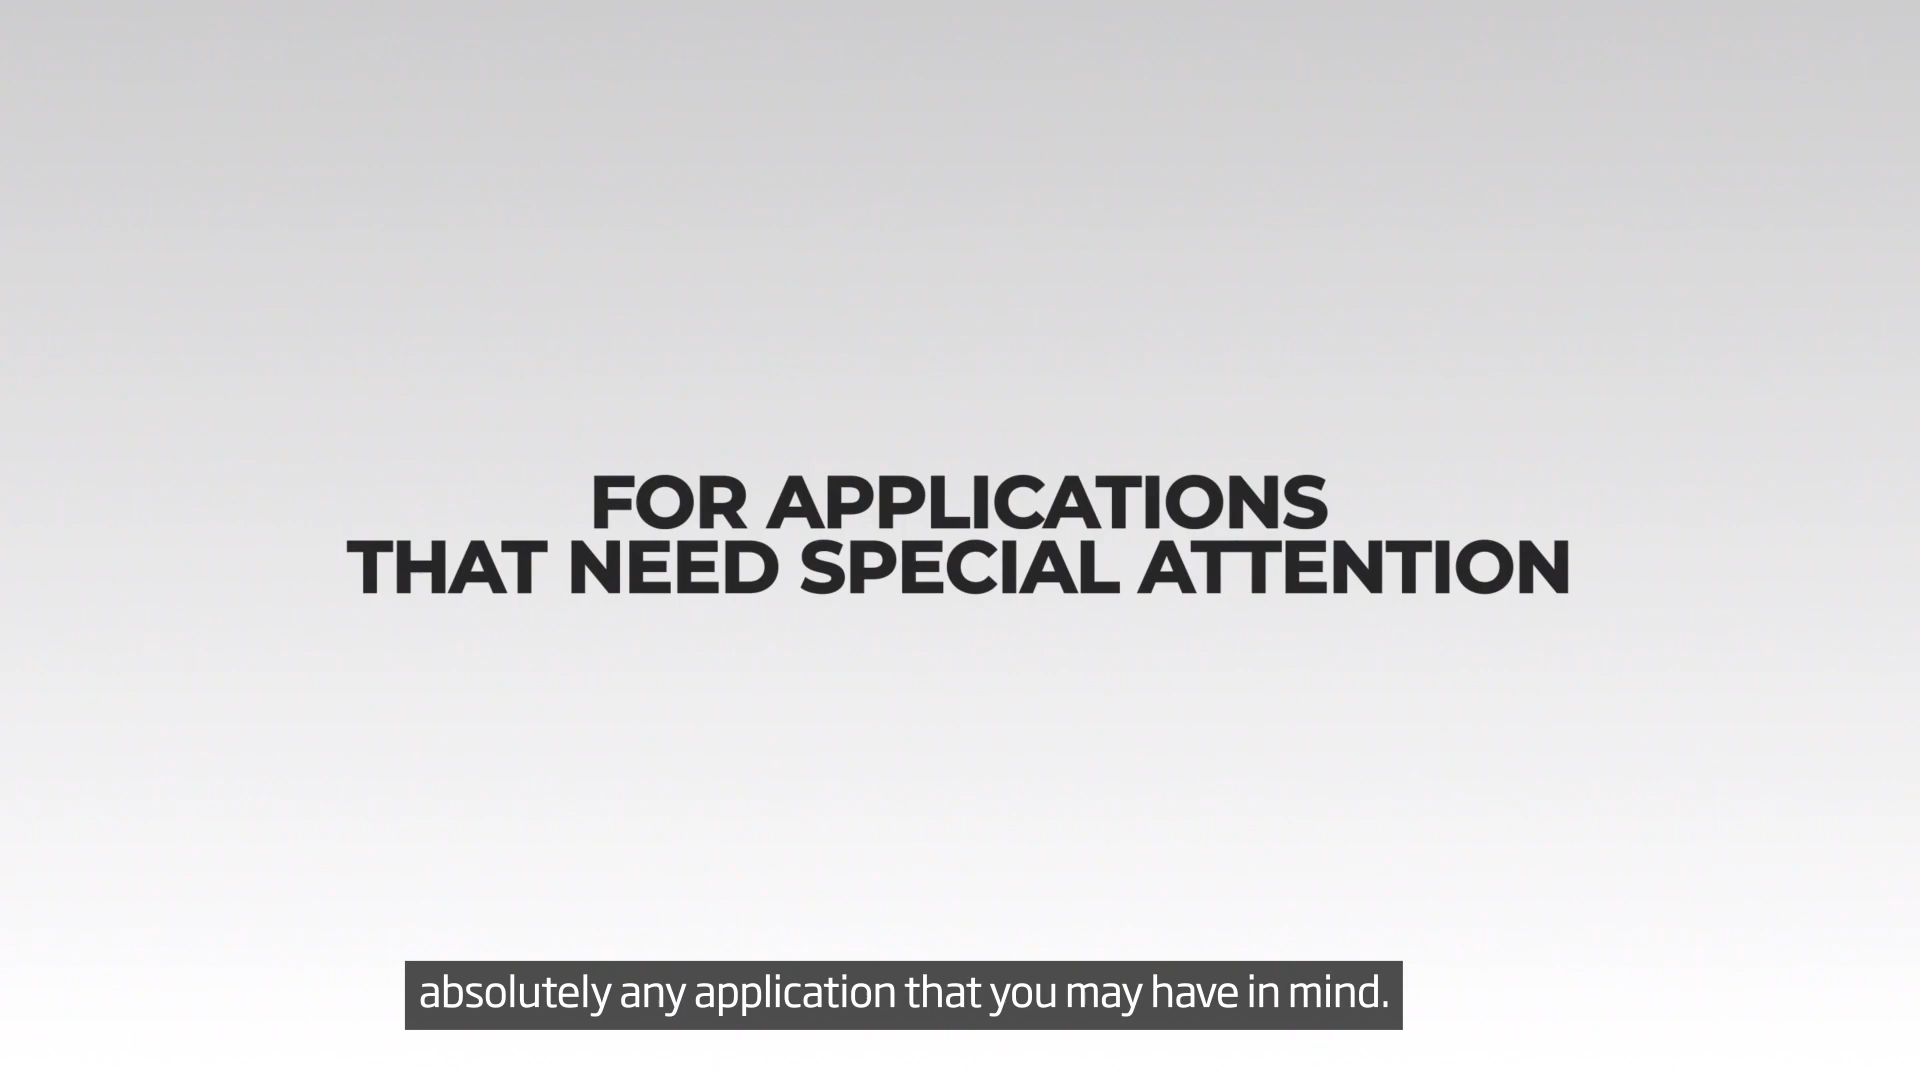 FOR APPLICATIONS
THAT NEED SPECIAL ATTENTION
absolutely any application that you may have in mind.